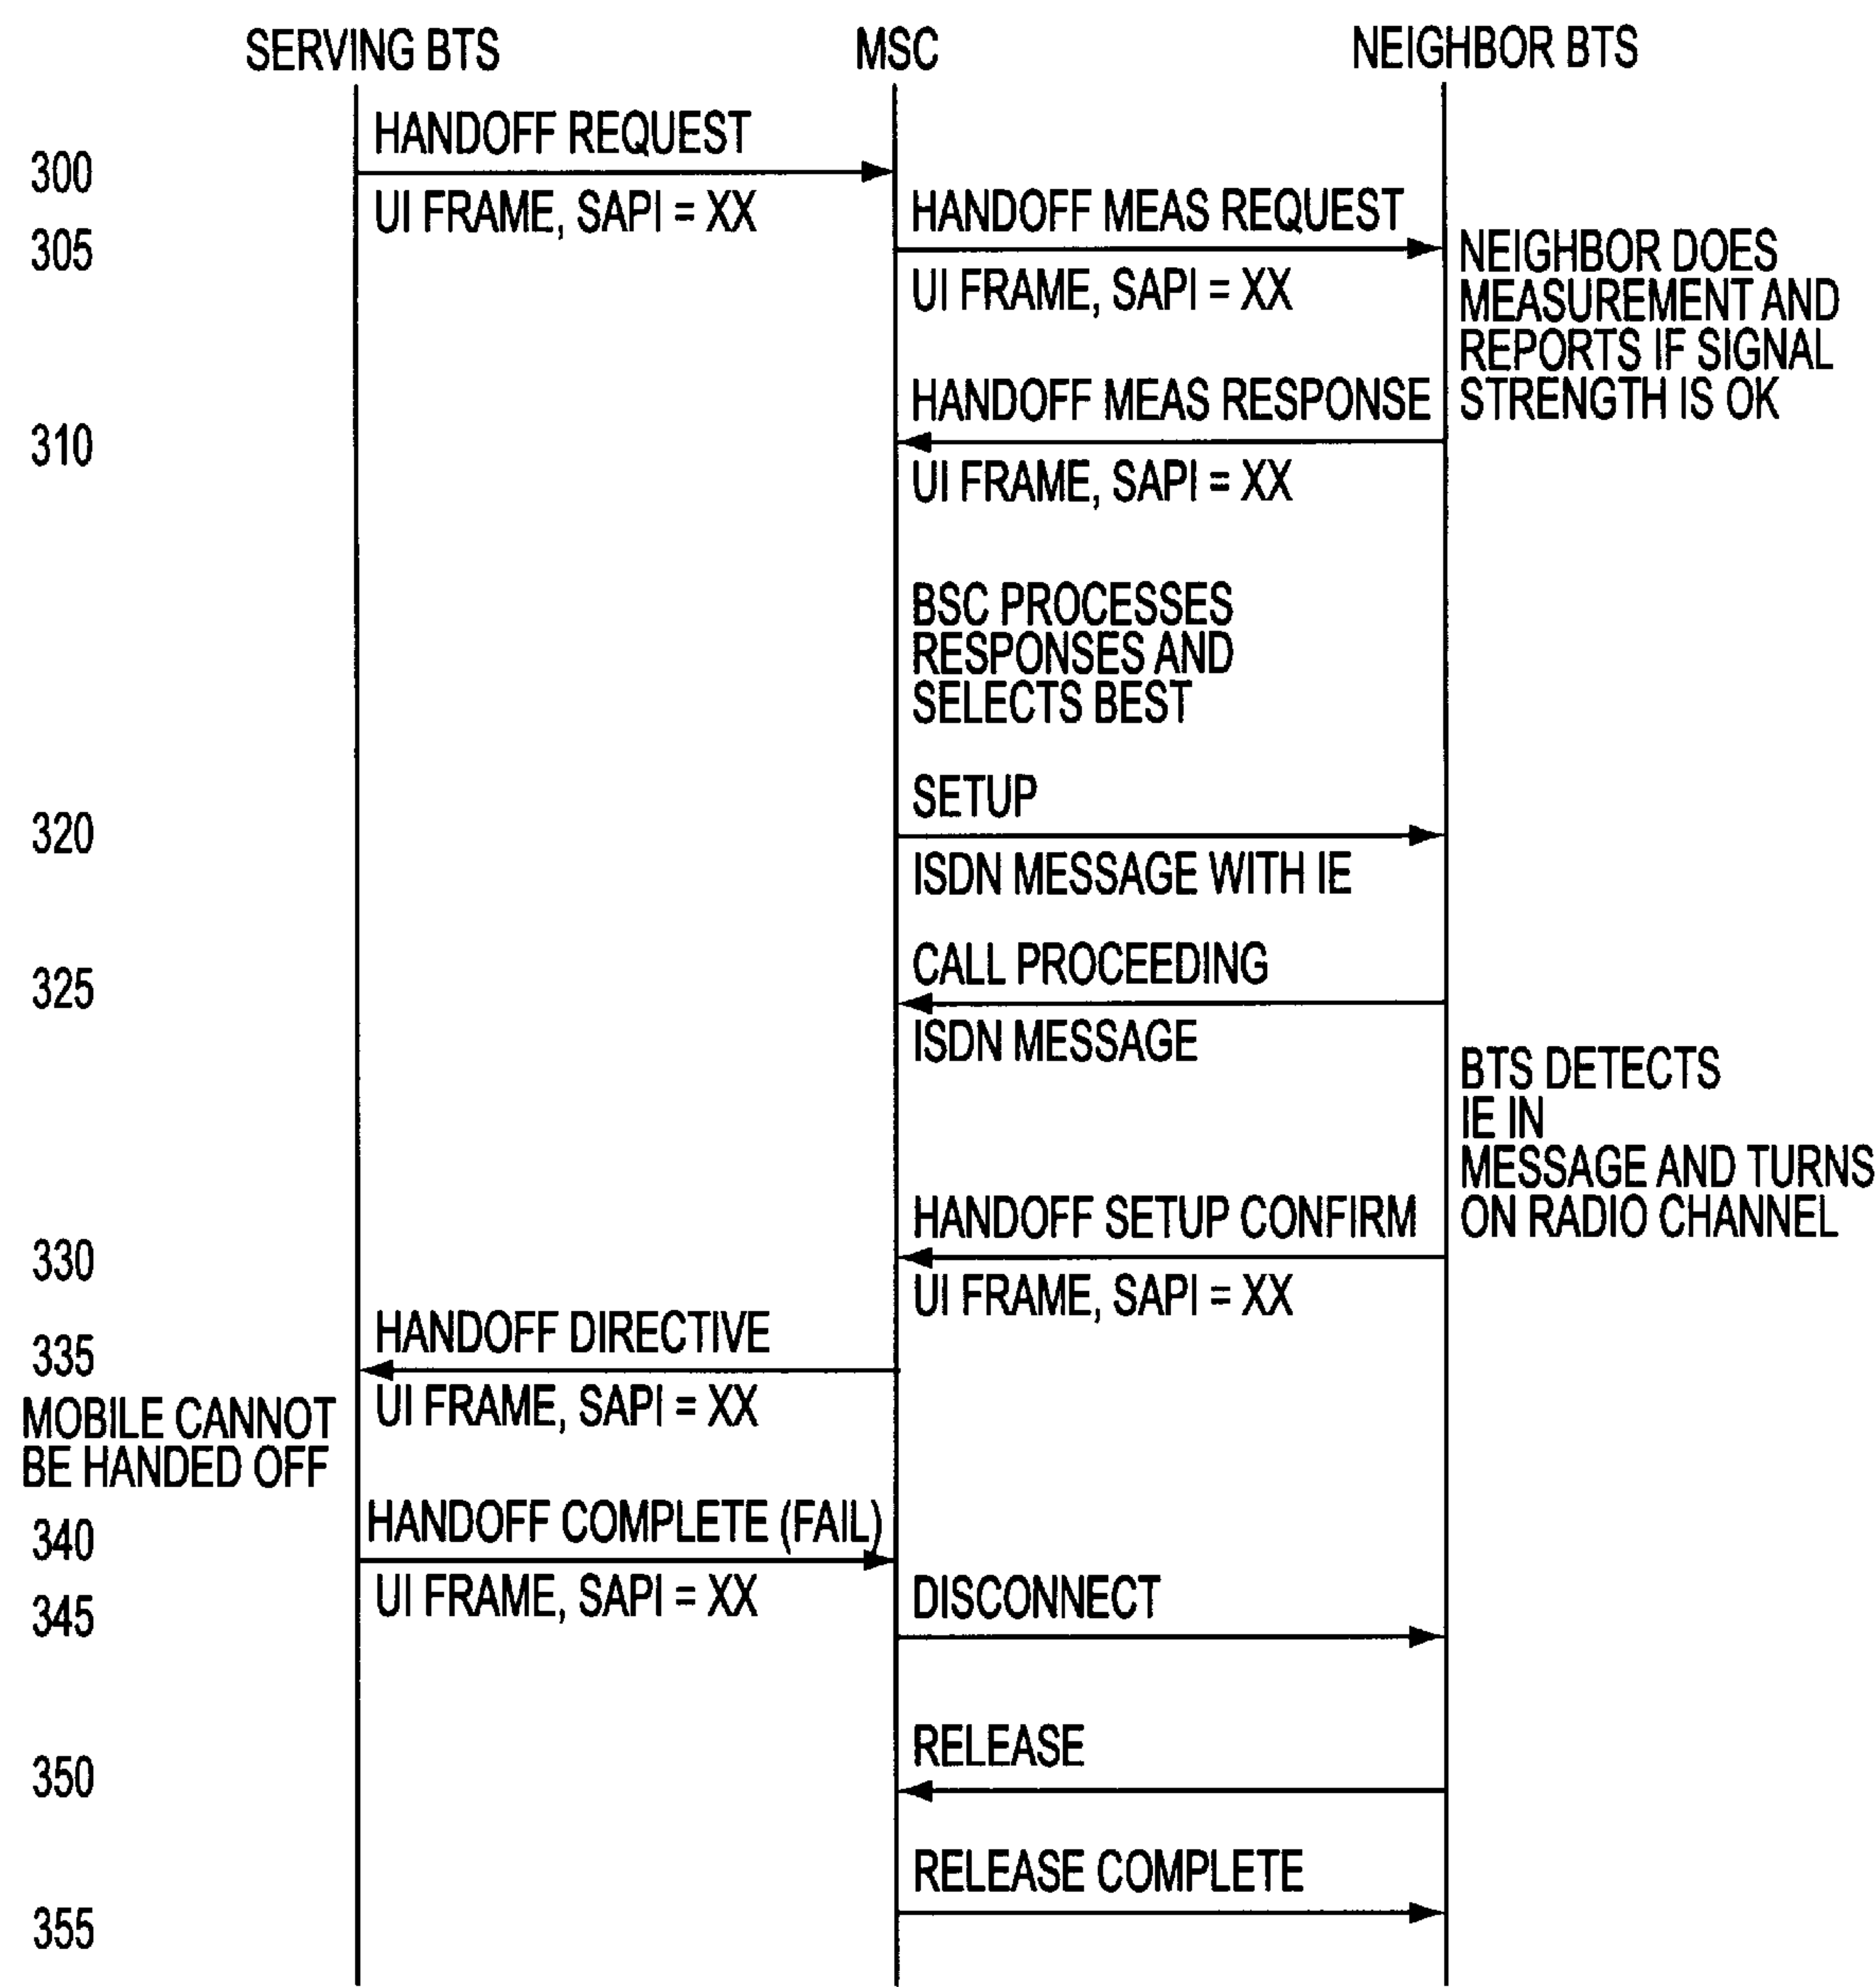 SERVING BTS
MSC
NEIGHBOR BTS
HANDOFF REQUEST
300
UI FRAME, SAPI = XX
HANDOFF MEAS REQUEST
305
UI FRAME, SAPI = XX
NEIGHBOR DOES
MEASUREMENT AND
REPORTS IF SIGNAL
STRENGTH IS OK
HANDOFF MEAS RESPONSE
310
UI FRAME, SAPI = XX
BSC PROCESSES
RESPONSES AND
SELECTS BEST
SETUP
320
ISDN MESSAGE WITH IE
CALL PROCEEDING
325
ISDN MESSAGE
BTS DETECTS
IE IN
MESSAGE AND TURNS
ON RADIO CHANNEL
HANDOFF SETUP CONFIRM
330
UI FRAME, SAPI = XX
HANDOFF DIRECTIVE
335
UI FRAME, SAPI = XX
MOBILE CANNOT
BE HANDED OFF
HANDOFF COMPLETE (FAIL)
340
UI FRAME, SAPI = XX
DISCONNECT
345
RELEASE
350
RELEASE COMPLETE
355